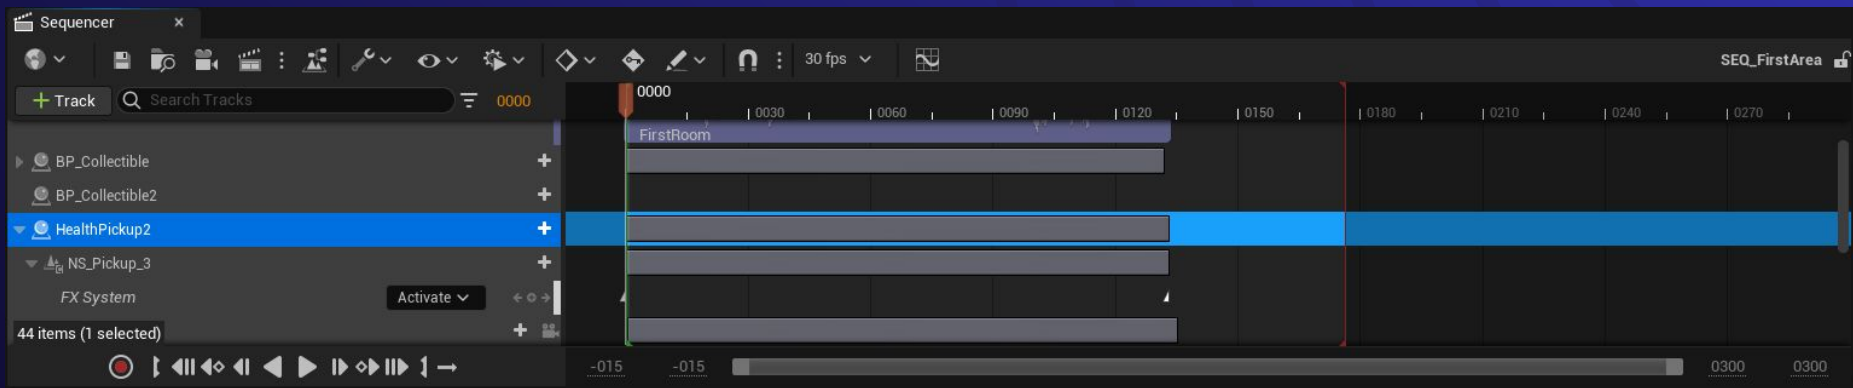 Sequencer ×
30 fps
SEQ_FirstArea
+ Track Search Tracks 0000
0000
0030 0060 0090 0120 0150 0180 0210 0240 0270
FirstRoom
BP_Collectible
BP_Collectible2
HealthPickup2
NS_Pickup_3
FX System Activate
44 items (1 selected)
-015 -015 0300 0300